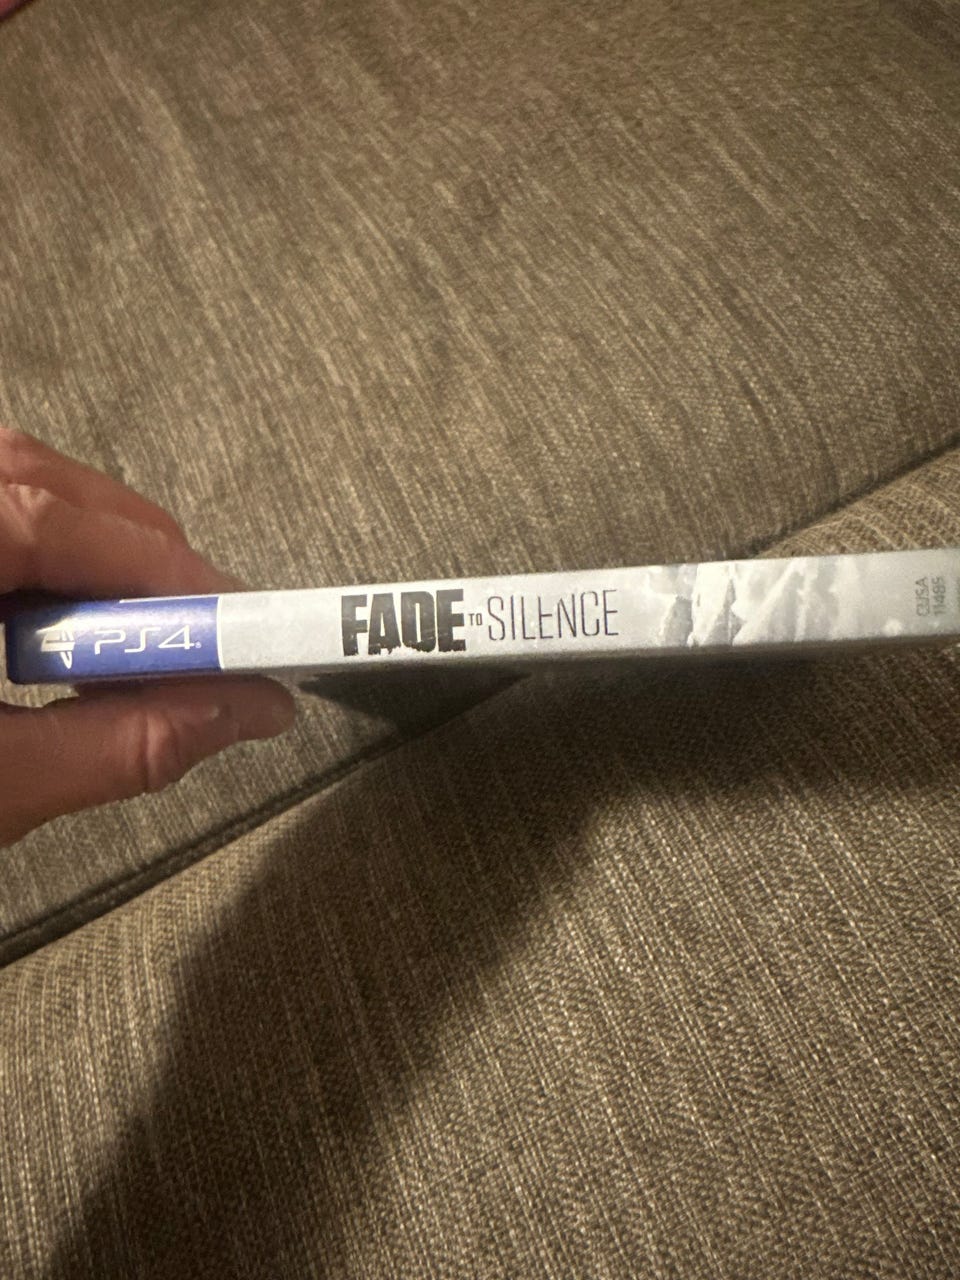 PS4
FADE TO SILENCE
CUSA
11485